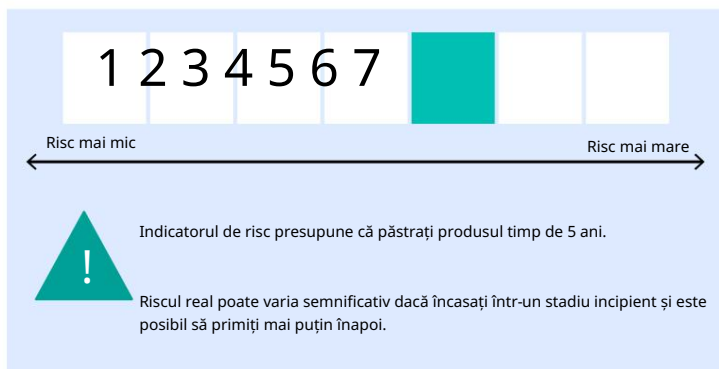 1 2 3 4 5 6 7
Risc mai mic
Risc mai mare
!
Indicatorul de risc presupune că păstrați produsul timp de 5 ani.
Riscul real poate varia semnificativ dacă încasați într-un stadiu incipient și este
posibil să primiți mai puțin înapoi.